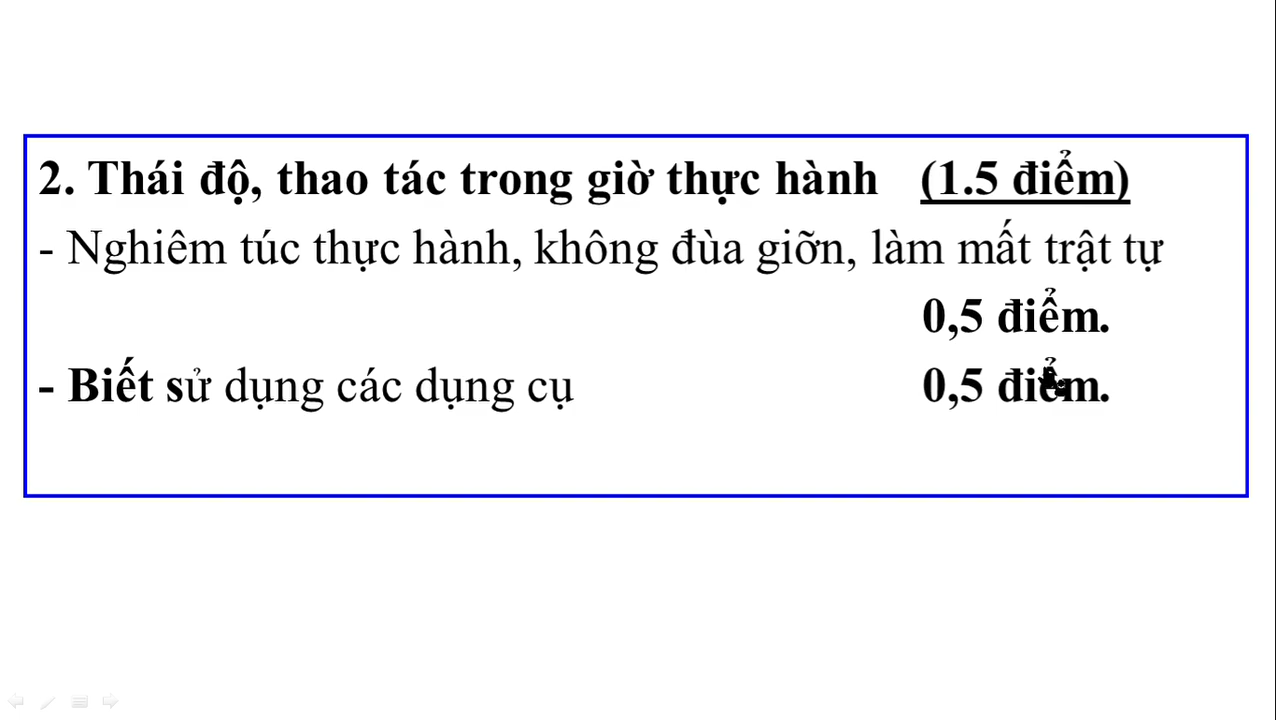 2. Thái độ, thao tác trong giờ thực hành (1.5 điểm)
- Nghiêm túc thực hành, không đùa giỡn, làm mất trật tự
0,5 điểm.
- Biết sử dụng các dụng cụ 0,5 điểm.